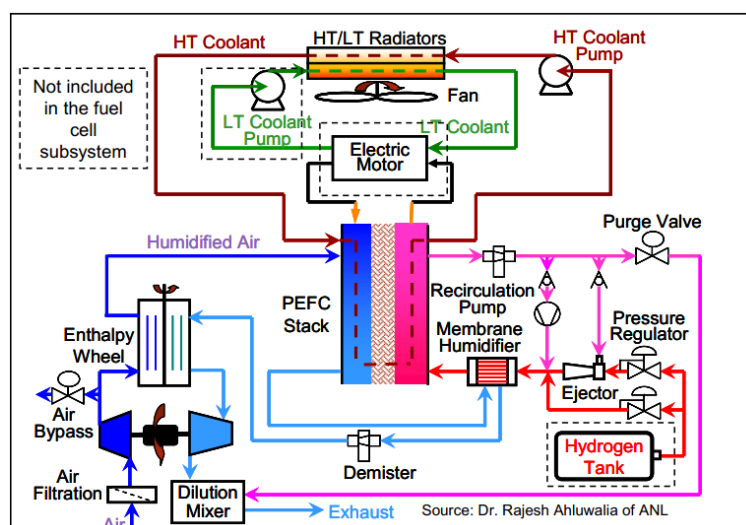 HT Coolant
HT/LT Radiators
HT Coolant
Pump
Not included
in the fuel
cell
subsystem
Fan
LT Coolant
Pump
LT Coolant
Electric
Motor
Humidified Air
Purge Valve
PEFC
Stack
Recirculation
Pump
Enthalpy
Wheel
Membrane
Humidifier
Pressure
Regulator
Ejector
Air
Bypass
Hydrogen
Tank
Demister
Air
Filtration
Dilution
Mixer
Exhaust
Source: Dr. Rajesh Ahluwalia of ANL
Air